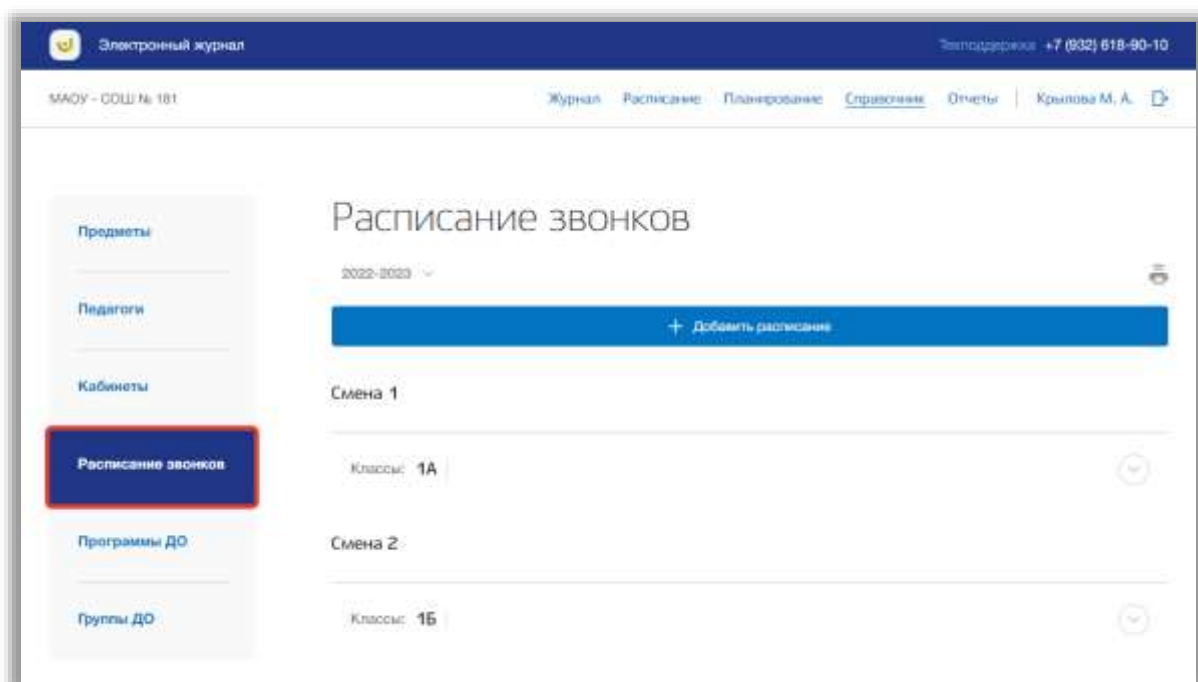 Электронный журнал
Техподдержка +7 (932) 618-90-10
МАОУ - СОШ № 181
Журнал Расписание Планирование Справочник Отчеты Крылова М. А.
Предметы
Педагоги
Кабинеты
Расписание звонков
Программы ДО
Группы ДО
Расписание звонков
2022-2023
+ Добавить расписание
Смена 1
Классы: 1А
Смена 2
Классы: 1Б